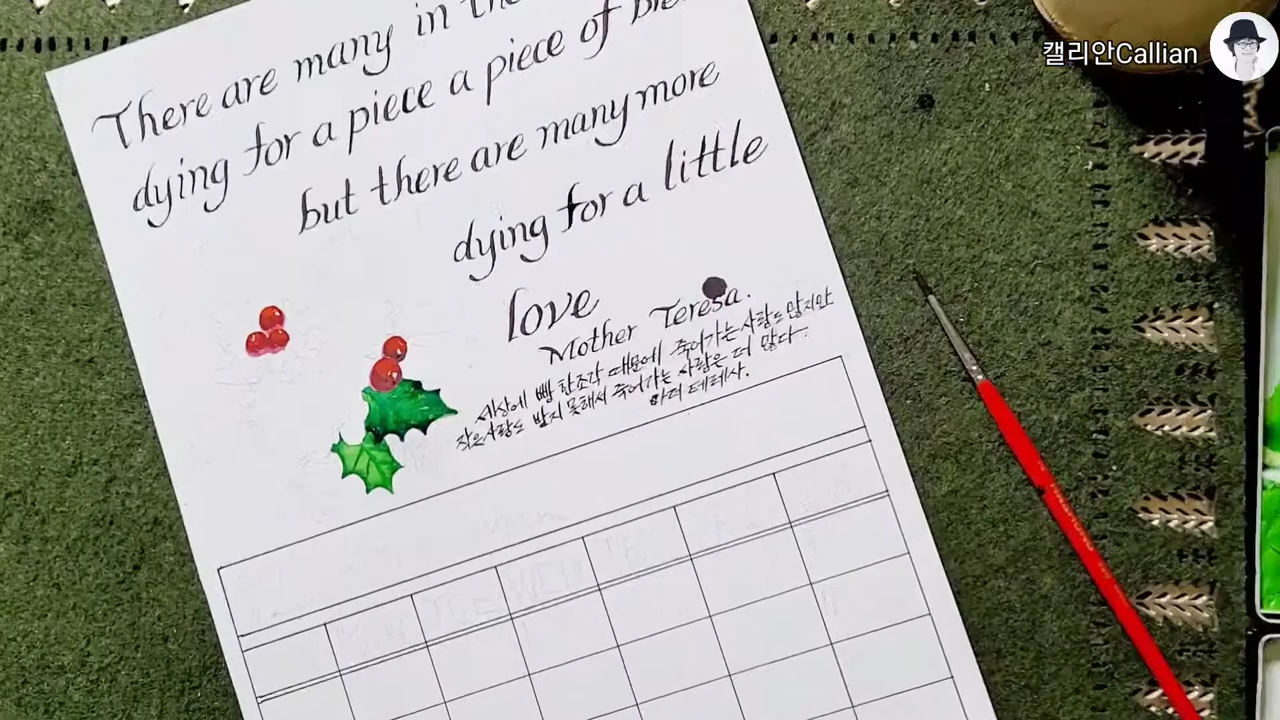 캘리안Callian
There are many in the
dying for a piece a piece of
but there are many more
dying for a little
love
Mother Teresa.
세상에 빵 한조각 때문에 죽어가는 사람도 많지만
작은사랑도 받지 못해서 죽어가는 사람은 더 많다.
마더 테레사.
TUE WED